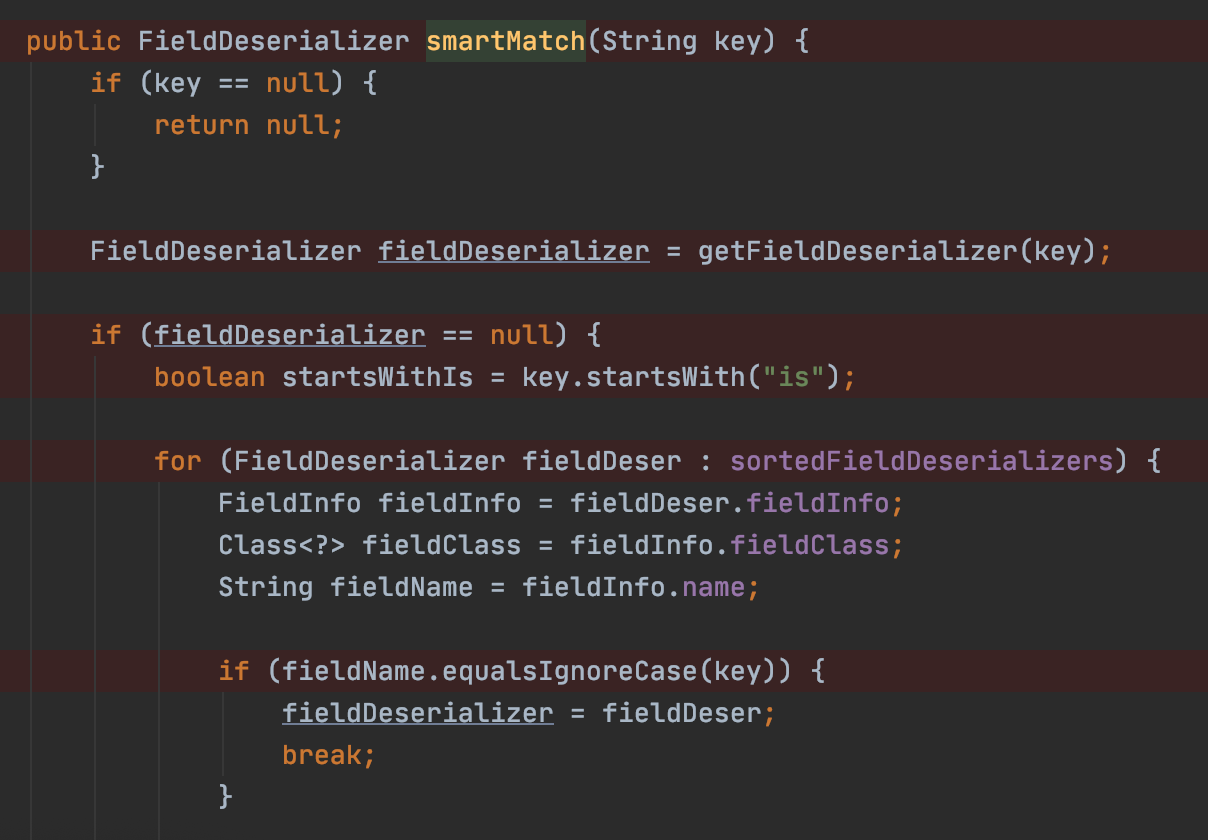 public FieldDeserializer smartMatch(String key) {
    if (key == null) {
        return null;
    }

    FieldDeserializer fieldDeserializer = getFieldDeserializer(key);

    if (fieldDeserializer == null) {
        boolean startsWithIs = key.startsWith("is");

        for (FieldDeserializer fieldDeser : sortedFieldDeserializers) {
            FieldInfo fieldInfo = fieldDeser.fieldInfo;
            Class<?> fieldClass = fieldInfo.fieldClass;
            String fieldName = fieldInfo.name;

            if (fieldName.equalsIgnoreCase(key)) {
                fieldDeserializer = fieldDeser;
                break;
            }